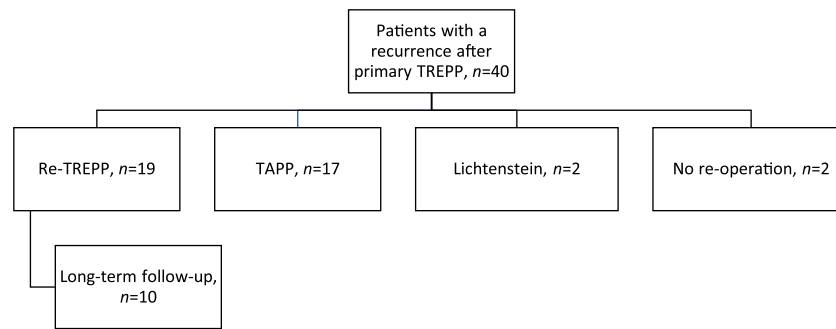 Patients with a
recurrence after
primary TREPP, n=40
Re-TREPP, n=19
TAPP, n=17
Lichtenstein, n=2
No re-operation, n=2
Long-term follow-up,
n=10